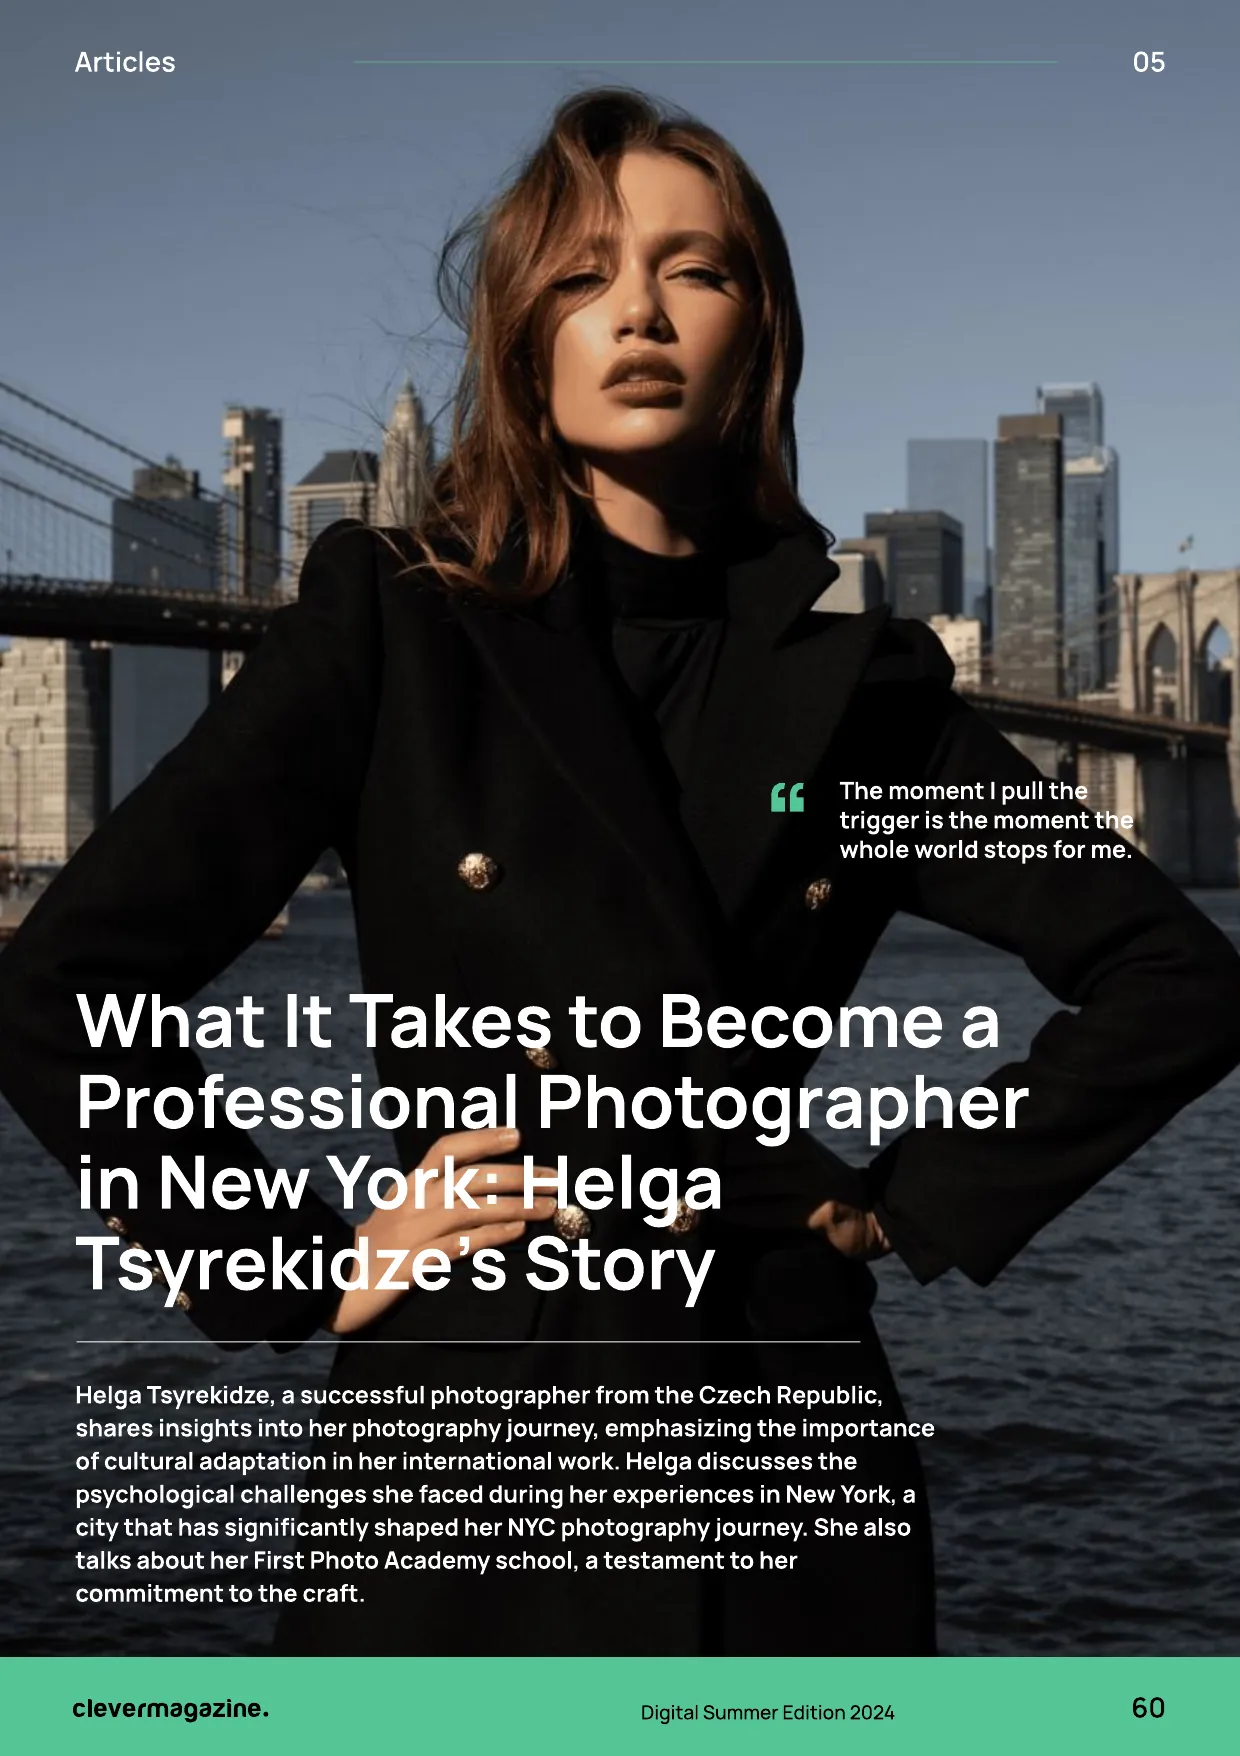 Articles
05
The moment I pull the
trigger is the moment the
whole world stops for me.
What It Takes to Become a
Professional Photographer
in New York: Helga
Tsyrekidze’s Story
Helga Tsyrekidze, a successful photographer from the Czech Republic,
shares insights into her photography journey, emphasizing the importance
of cultural adaptation in her international work. Helga discusses the
psychological challenges she faced during her experiences in New York, a
city that has significantly shaped her NYC photography journey. She also
talks about her First Photo Academy school, a testament to her
commitment to the craft.
clevermagazine.
Digital Summer Edition 2024
60